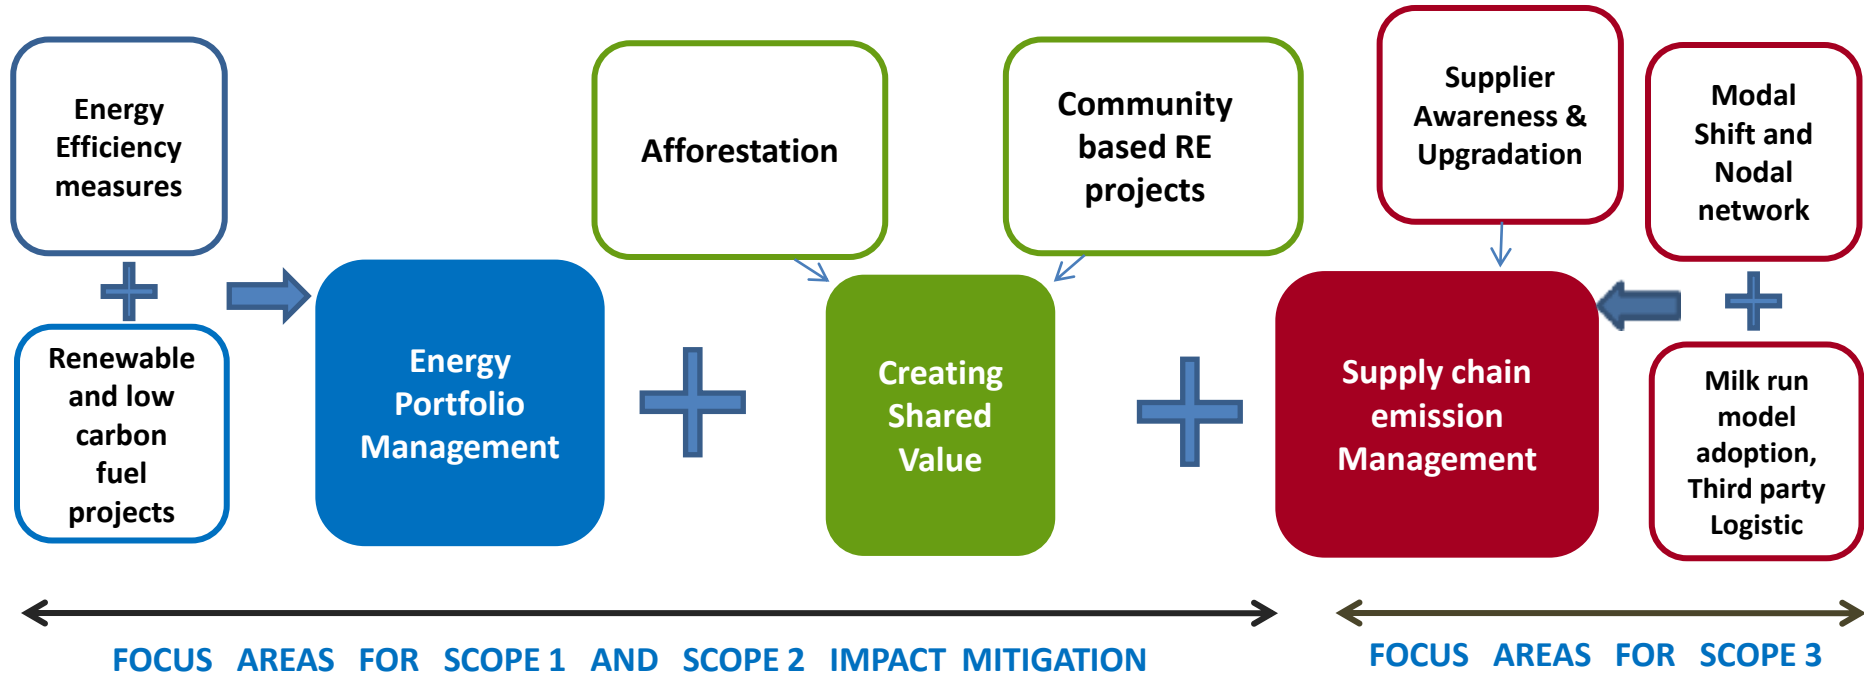 Energy
Efficiency
measures
Renewable
and low
carbon
fuel
projects
Energy
Portfolio
Management
Afforestation
Community
based RE
projects
Creating
Shared
Value
Supplier
Awareness &
Upgradation
Modal
Shift and
Nodal
network
Supply chain
emission
Management
Milk run
model
adoption,
Third party
Logistic
FOCUS AREAS FOR SCOPE 1 AND SCOPE 2 IMPACT MITIGATION
FOCUS AREAS FOR SCOPE 3